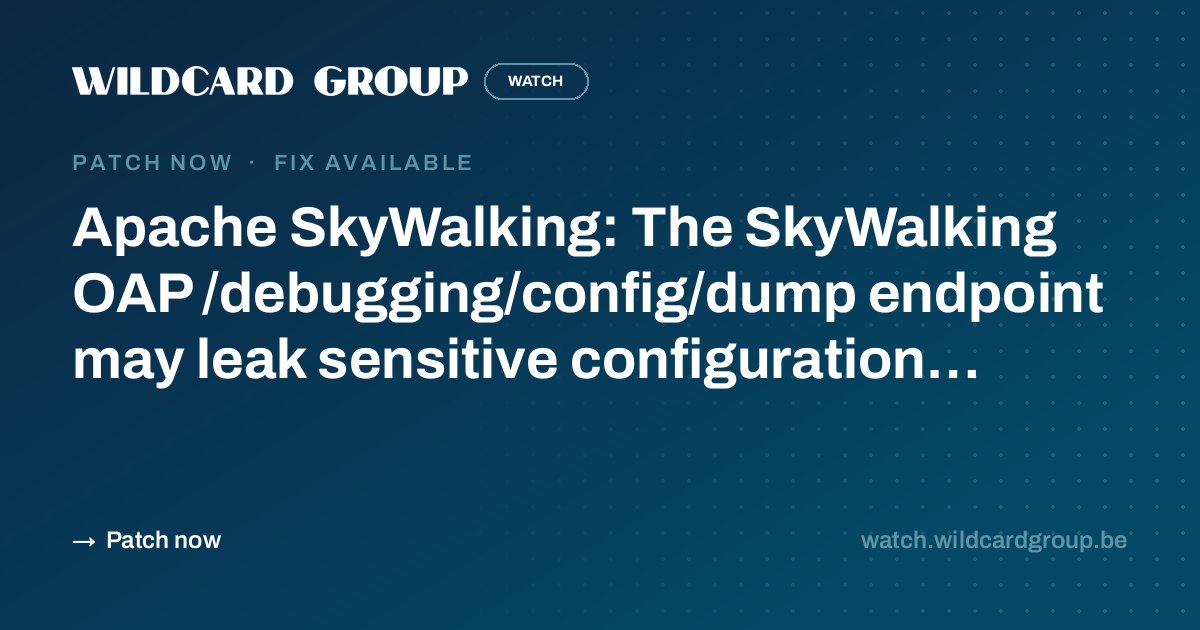 WILDCARD GROUP WATCH
PATCH NOW · FIX AVAILABLE
Apache SkyWalking: The SkyWalking
OAP /debugging/config/dump endpoint
may leak sensitive configuration…
→ Patch now
watch.wildcardgroup.be